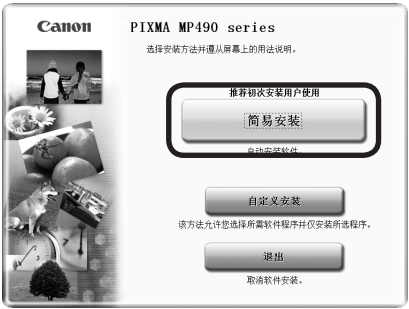 Canon
PIXMA MP490 series
选择安装方法并遵从屏幕上的用法说明。
推荐初次安装用户使用
简易安装
自动安装软件。
自定义安装
该方法允许您选择所需软件程序并仅安装所选程序。
退出
取消软件安装。